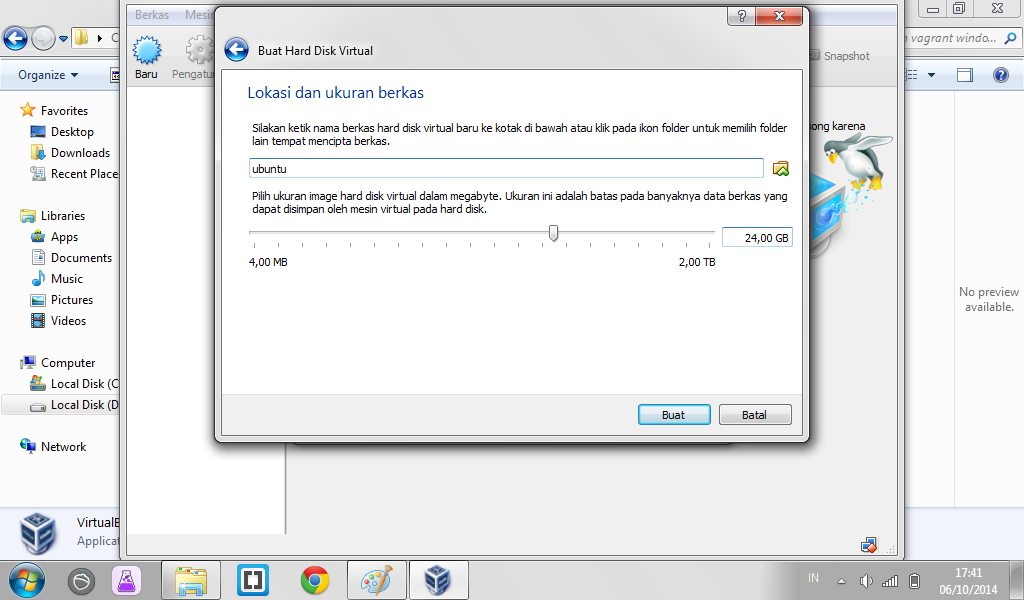 Berkas Mesin
Buat Hard Disk Virtual
Baru
Snapshot
vagrant windo...
Organize
Lokasi dan ukuran berkas
Silakan ketik nama berkas hard disk virtual baru ke kotak di bawah atau klik pada ikon folder untuk memilih folder
lain tempat mencipta berkas.
ubuntu
Pilih ukuran image hard disk virtual dalam megabyte. Ukuran ini adalah batas pada banyaknya data berkas yang
dapat disimpan oleh mesin virtual pada hard disk.
24,00 GB
4,00 MB
2,00 TB
Buat
Batal
karena
Favorites
Desktop
Downloads
Recent Place
Libraries
Apps
Documents
Music
Pictures
Videos
Computer
Local Disk (C
Local Disk (D
Network
No preview
available.
VirtualB
Applicat
IN
17:41
06/10/2014